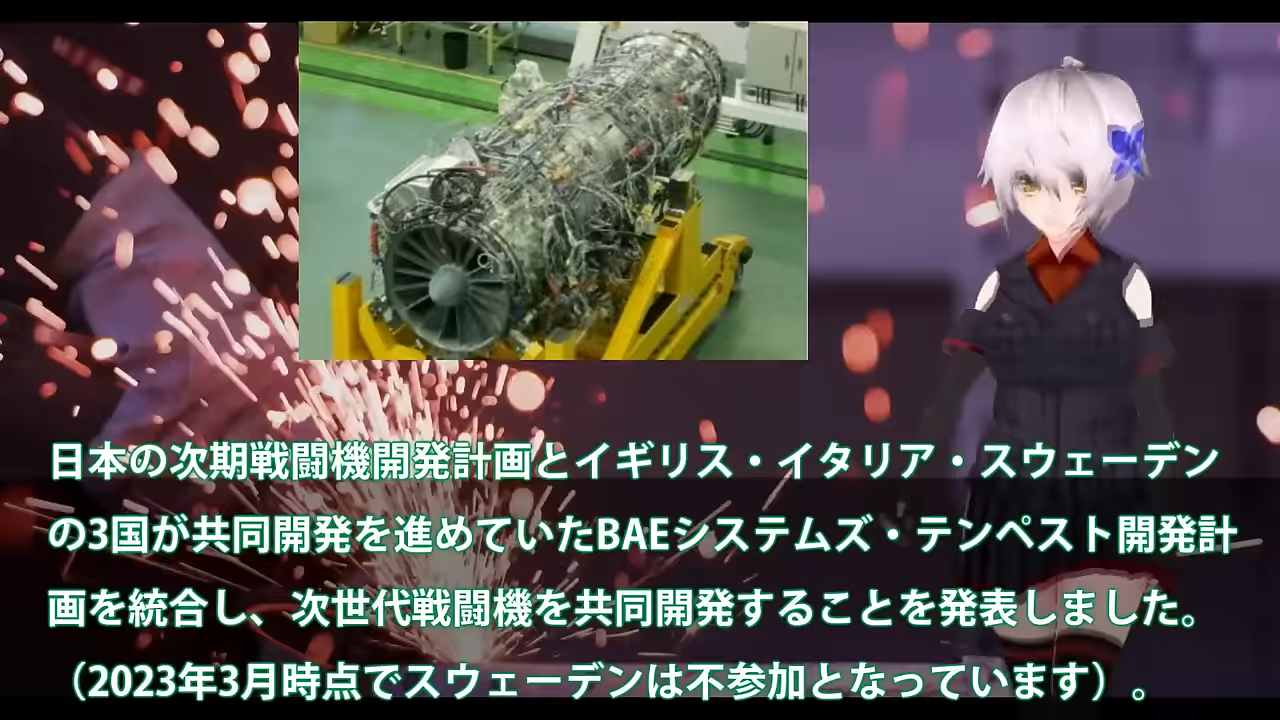 日本の次期戦闘機開発計画とイギリス・イタリア・スウェーデン
の3国が共同開発を進めていたBAEシステムズ・テンペスト開発計
画を統合し、次世代戦闘機を共同開発することを発表しました。
（2023年3月時点でスウェーデンは不参加となっています）。